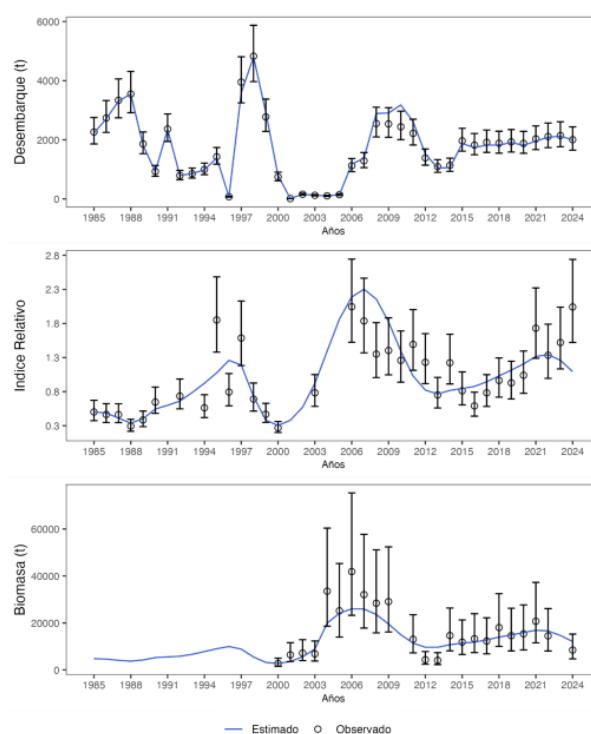 Desembarque (t)
6000
4000
2000
0
1985 1988 1991 1994 1997 2000 2003 2006 2009 2012 2015 2018 2021 2024
Años
Indice Relativo
2.8
2.3
1.8
1.3
0.8
0.3
1985 1988 1991 1994 1997 2000 2003 2006 2009 2012 2015 2018 2021 2024
Años
Biomasa (t)
60000
40000
20000
0
1985 1988 1991 1994 1997 2000 2003 2006 2009 2012 2015 2018 2021 2024
Años
Estimado Observado